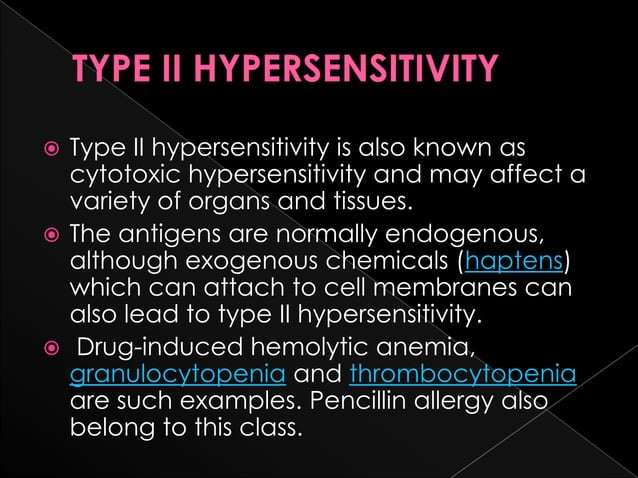 TYPE II HYPERSENSITIVITY
Type II hypersensitivity is also known as
cytotoxic hypersensitivity and may affect a
variety of organs and tissues.
The antigens are normally endogenous,
although exogenous chemicals (haptens)
which can attach to cell membranes can
also lead to type II hypersensitivity.
Drug-induced hemolytic anemia,
granulocytopenia and thrombocytopenia
are such examples. Pencillin allergy also
belong to this class.